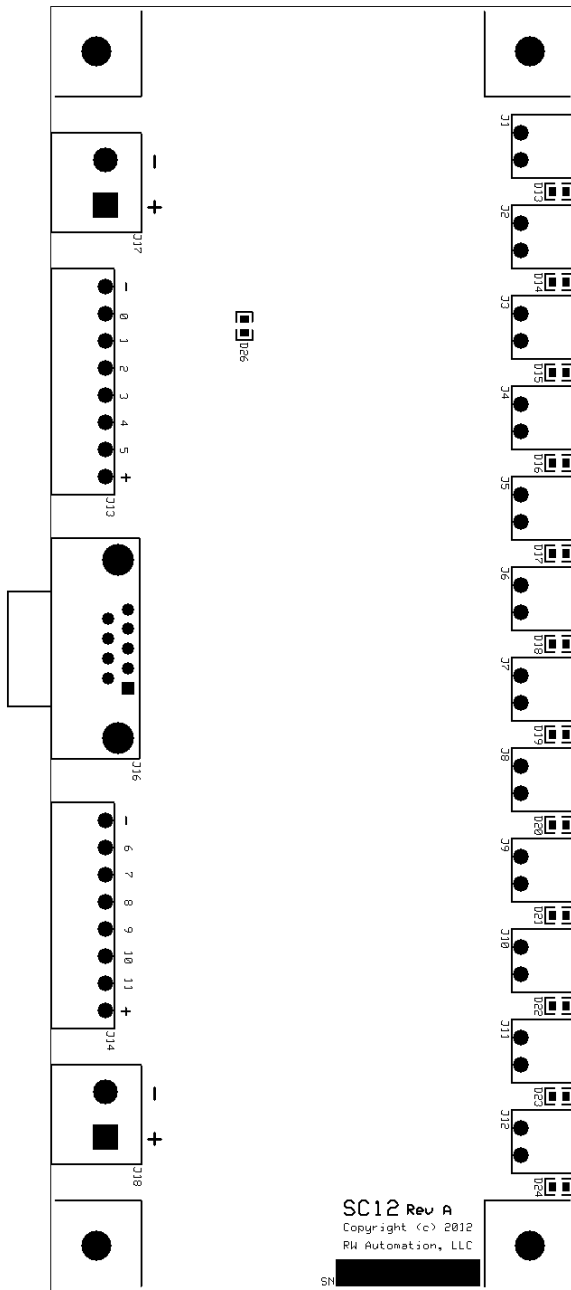 J1
D13
J2
D14
J3
D15
J4
D16
J5
D17
J6
D18
J7
D19
J8
D20
J9
D21
J10
D22
J11
D23
J12
D24
-
+
J17
-
0
1
2
3
4
5
+
J13
D26
J16
-
6
7
8
9
10
11
+
J14
-
+
J18
SC12 Rev A
Copyright (c) 2012
RW Automation, LLC
SN